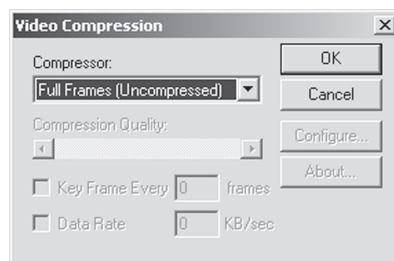 Video Compression
Compressor:
Full Frames (Uncompressed)
Compression Quality:
Key Frame Every 0 frames
Data Rate 0 KB/sec
OK
Cancel
Configure...
About...